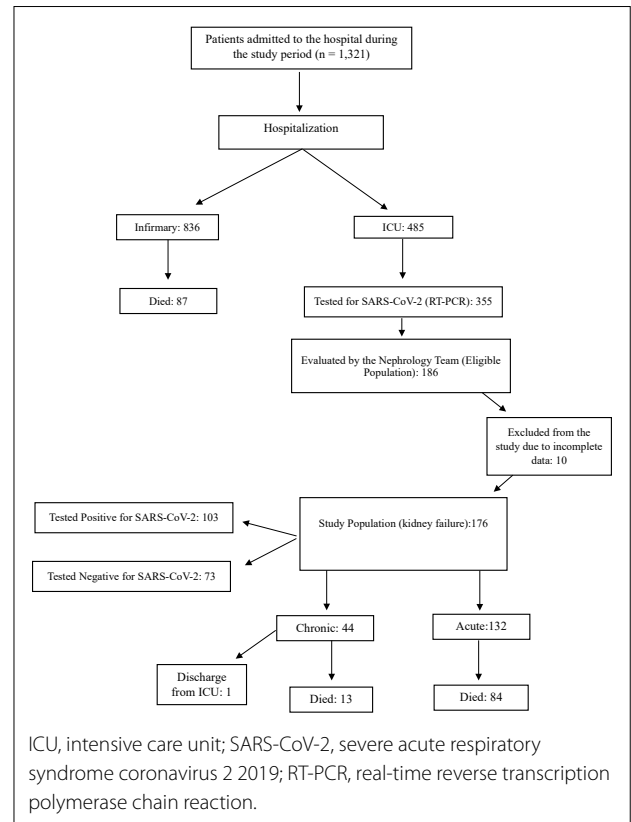 Patients admitted to the hospital during
the study period (n = 1,321)
Hospitalization
Infirmary: 836
ICU: 485
Died: 87
Tested for SARS-CoV-2 (RT-PCR): 355
Evaluated by the Nephrology Team (Eligible
Population): 186
Excluded from the
study due to incomplete
data: 10
Tested Positive for SARS-CoV-2: 103
Study Population (kidney failure):176
Tested Negative for SARS-CoV-2: 73
Chronic: 44
Acute:132
Discharge
from ICU: 1
Died: 13
Died: 84
ICU, intensive care unit; SARS-CoV-2, severe acute respiratory
syndrome coronavirus 2 2019; RT-PCR, real-time reverse transcription
polymerase chain reaction.